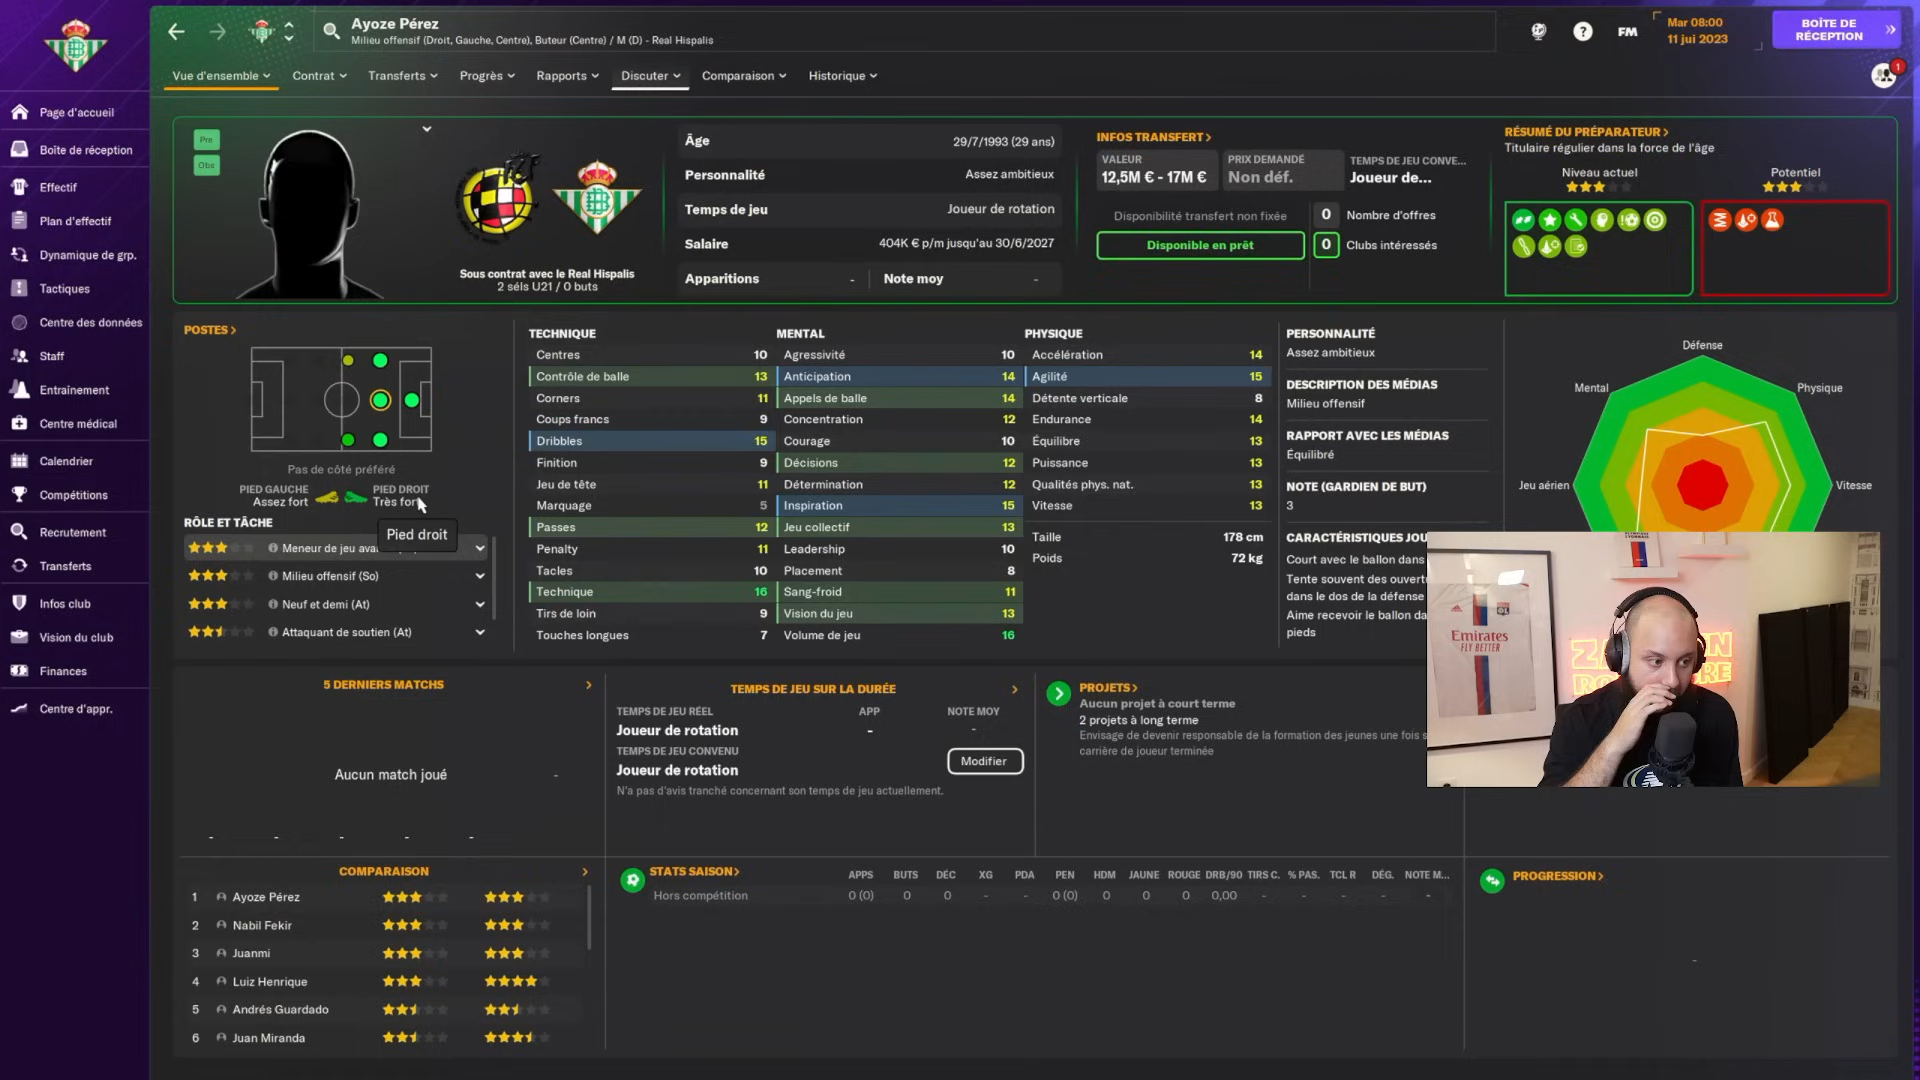 Ayoze Pérez
Milieu offensif (Droit, Gauche, Centre), Buteur (Centre) / M (D) - Real Hispalis
FM
Mar 08:00
11 jui 2023
BOÎTE DE
RÉCEPTION
1
Vue d'ensemble
Contrat
Transferts
Progrès
Rapports
Discuter
Comparaison
Historique
Page d'accueil
Boîte de réception
Effectif
Plan d'effectif
Dynamique de grp.
Tactiques
Centre des données
Staff
Entraînement
Centre médical
Calendrier
Compétitions
Recrutement
Transferts
Infos club
Vision du club
Finances
Centre d'appr.
Pre
Obs
Sous contrat avec le Real Hispalis
2 séls U21 / 0 buts
Âge 29/7/1993 (29 ans)
Personnalité Assez ambitieux
Temps de jeu Joueur de rotation
Salaire 404K € p/m jusqu'au 30/6/2027
Apparitions - Note moy -
INFOS TRANSFERT
VALEUR
12,5M € - 17M €
PRIX DEMANDÉ
Non déf.
TEMPS DE JEU CONVE...
Joueur de...
Disponibilité transfert non fixée
Disponible en prêt
0 Nombre d'offres
0 Clubs intéressés
RÉSUMÉ DU PRÉPARATEUR
Titulaire régulier dans la force de l'âge
Niveau actuel
Potentiel
POSTES
Pas de côté préféré
PIED GAUCHE
Assez fort
PIED DROIT
Très fort
Pied droit
RÔLE ET TÂCHE
Meneur de jeu ava
Milieu offensif (So)
Neuf et demi (At)
Attaquant de soutien (At)
TECHNIQUE
Centres 10
Contrôle de balle 13
Corners 11
Coups francs 9
Dribbles 15
Finition 9
Jeu de tête 11
Marquage 5
Passes 12
Penalty 11
Tacles 10
Technique 16
Tirs de loin 9
Touches longues 7
MENTAL
Agressivité 10
Anticipation 14
Appels de balle 14
Concentration 12
Courage 10
Décisions 12
Détermination 12
Inspiration 15
Jeu collectif 13
Leadership 10
Placement 8
Sang-froid 11
Vision du jeu 13
Volume de jeu 16
PHYSIQUE
Accélération 14
Agilité 15
Détente verticale 8
Endurance 14
Équilibre 13
Puissance 13
Qualités phys. nat. 13
Vitesse 13
Taille 178 cm
Poids 72 kg
PERSONNALITÉ
Assez ambitieux
DESCRIPTION DES MÉDIAS
Milieu offensif
RAPPORT AVEC LES MÉDIAS
Équilibré
NOTE (GARDIEN DE BUT)
3
CARACTÉRISTIQUES JOU
Court avec le ballon dans
Tente souvent des ouvert
dans le dos de la défense
Aime recevoir le ballon da
pieds
Défense
Mental
Physique
Jeu aérien
Vitesse
Emirates
FLY BETTER
5 DERNIERS MATCHS
Aucun match joué -
- - - - -
TEMPS DE JEU SUR LA DURÉE
TEMPS DE JEU RÉEL APP NOTE MOY
Joueur de rotation - -
TEMPS DE JEU CONVENU
Joueur de rotation
Modifier
N'a pas d'avis tranché concernant son temps de jeu actuellement.
PROJETS
Aucun projet à court terme
2 projets à long terme
Envisage de devenir responsable de la formation des jeunes une fois s
carrière de joueur terminée
COMPARAISON
1 Ayoze Pérez
2 Nabil Fekir
3 Juanmi
4 Luiz Henrique
5 Andrés Guardado
6 Juan Miranda
STATS SAISON
APPS BUTS DÉC XG PDA PEN HDM JAUNE ROUGE DRB/90 TIRS C. % PAS. TCL R DÉG. NOTE M...
Hors compétition 0 (0) 0 0 - - 0 (0) 0 0 0 0,00 - - - - -
PROGRESSION
-